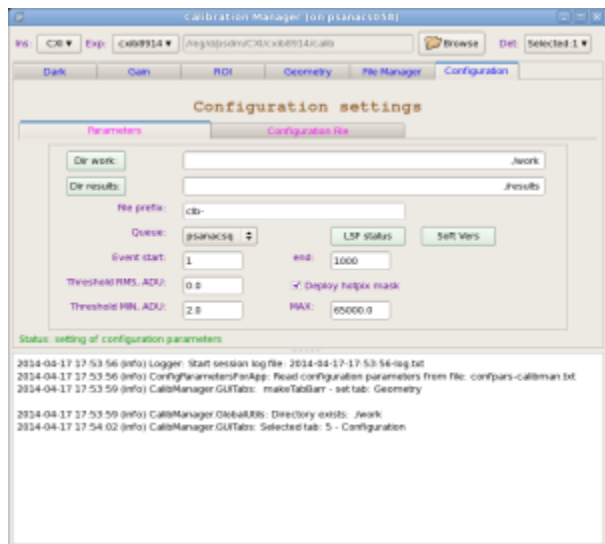 Calibration Manager (on psanacs058)
Ins: CXI Exp: cxib8914 /reg/d/psdm/CXI/cxib8914/calib Browse Det: Selected:1
Dark Gain ROI Geometry File Manager Configuration
Configuration settings
Parameters Configuration File
Dir work: ./work
Dir results: ./results
File prefix: clb-
Queue: psanacsq LSF status Soft Vers
Event start: 1 end: 1000
Threshold RMS, ADU: 0.0 Deploy hotpix mask
Threshold MIN, ADU: 2.0 MAX: 65000.0
Status: setting of configuration parameters
2014-04-17 17:53:56 (info) Logger: Start session log file: 2014-04-17-17:53:56-log.txt
2014-04-17 17:53:56 (info) ConfigParametersForApp: Read configuration parameters from file: confpars-calibman.txt
2014-04-17 17:53:59 (info) CalibManager.GUITabs: makeTabBarr - set tab: Geometry
2014-04-17 17:53:59 (info) CalibManager.GlobalUtils: Directory exists: ./work
2014-04-17 17:54:02 (info) CalibManager.GUITabs: Selected tab: 5 - Configuration